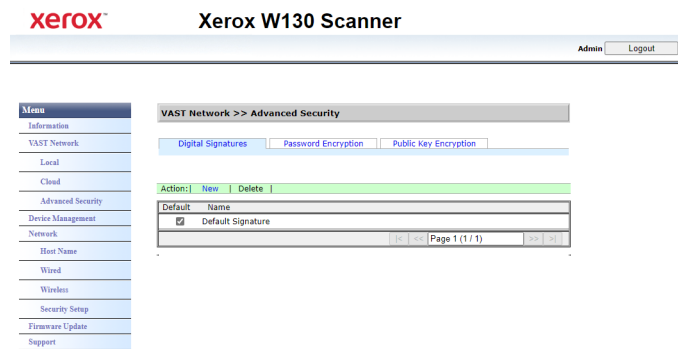 xerox™ Xerox W130 Scanner
Admin Logout
Menu
Information
VAST Network
Local
Cloud
Advanced Security
Device Management
Network
Host Name
Wired
Wireless
Security Setup
Firmware Update
Support
VAST Network >> Advanced Security
Digital Signatures Password Encryption Public Key Encryption
Action:| New | Delete |
Default Name
Default Signature
|< << Page 1 (1 / 1) >> >|